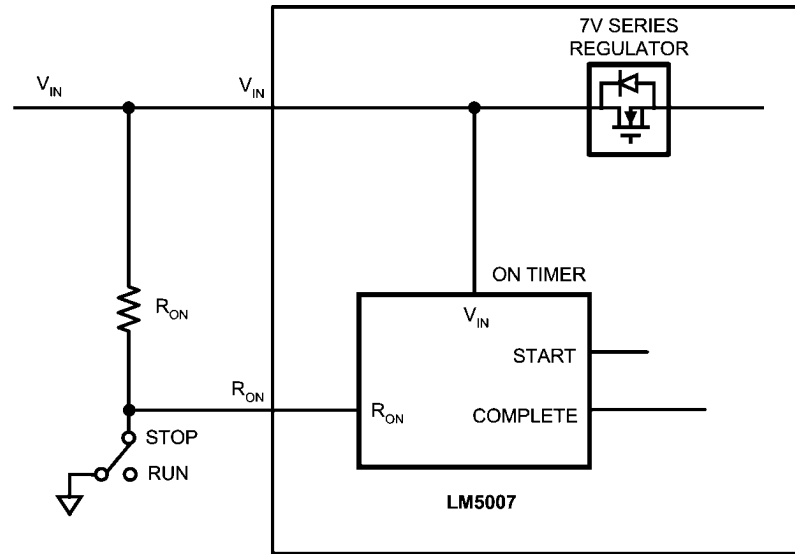 7V SERIES
REGULATOR
V_IN
V_IN
ON TIMER
R_ON
V_IN
START
R_ON
R_ON
COMPLETE
STOP
RUN
LM5007